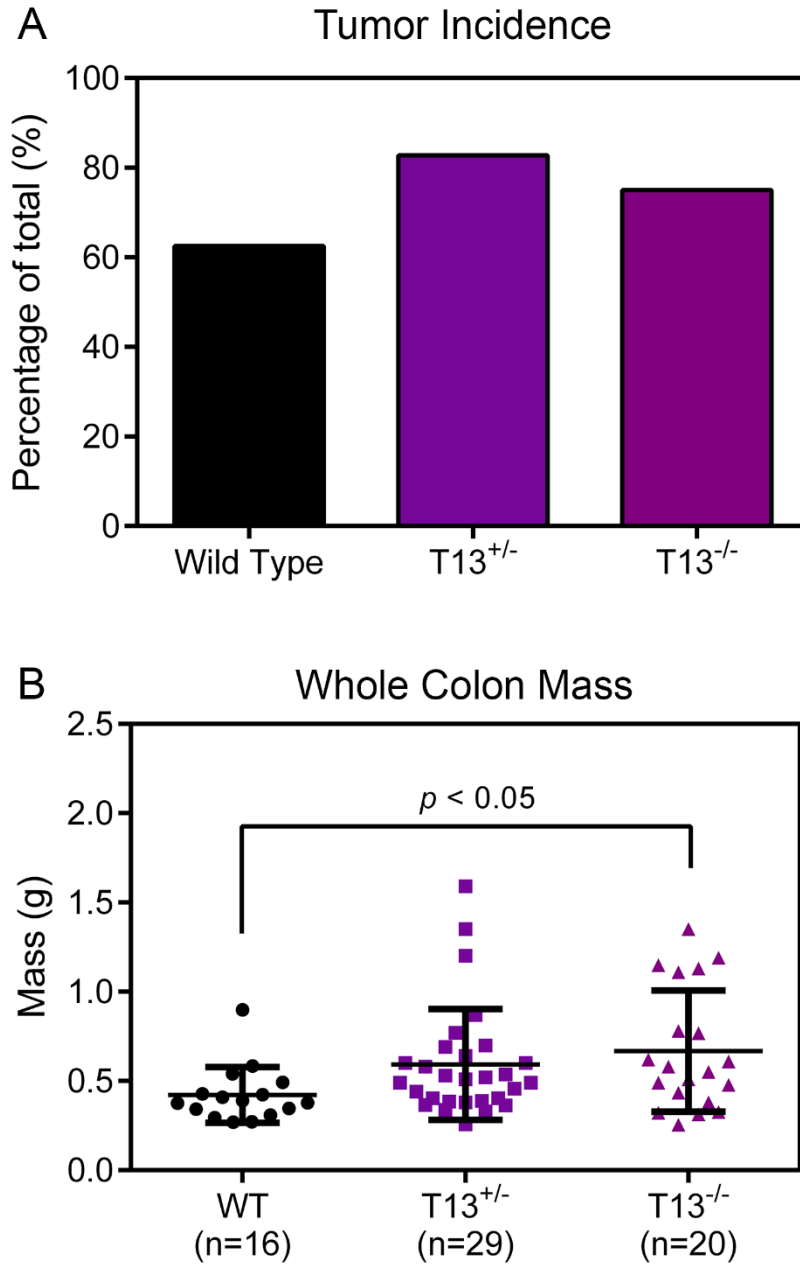 A
Tumor Incidence
Percentage of total (%)
100
80
60
40
20
0
Wild Type
T13+/-
T13-/-
B
Whole Colon Mass
Mass (g)
2.5
2.0
1.5
1.0
0.5
0.0
p < 0.05
WT
(n=16)
T13+/-
(n=29)
T13-/-
(n=20)